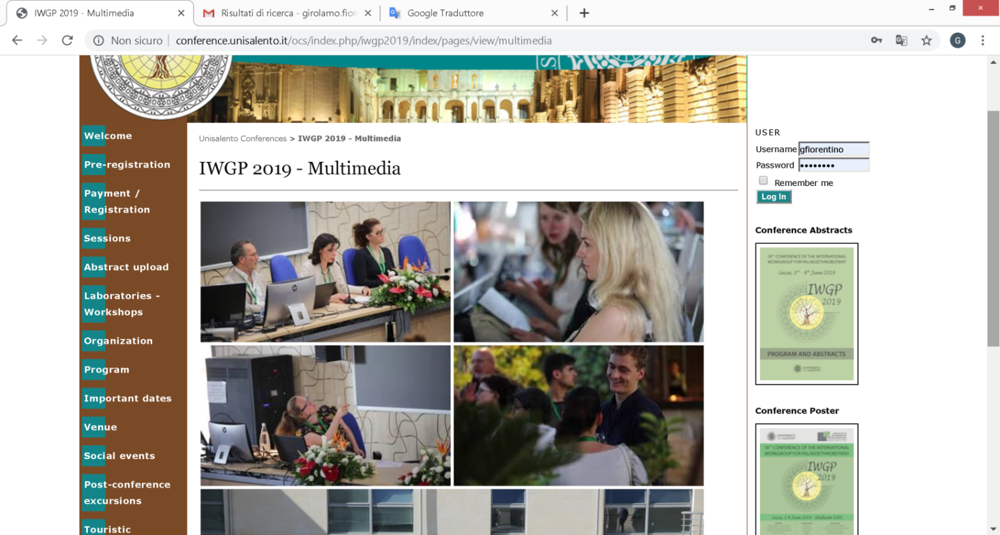 IWGP 2019 - Multimedia
Risultati di ricerca - girolamo.fior
Google Traduttore
Non sicuro
conference.unisalento.it/ocs/index.php/iwgp2019/index/pages/view/multimedia
G
Welcome
Pre-registration
Payment /
Registration
Sessions
Abstract upload
Laboratories -
Workshops
Organization
Program
Important dates
Venue
Social events
Post-conference
excursions
Touristic
Unisalento Conferences > IWGP 2019 - Multimedia
IWGP 2019 - Multimedia
USER
Username gfiorentino
Password ••••••••
Remember me
Log In
Conference Abstracts
18TH CONFERENCE OF THE INTERNATIONAL
WORKGROUP FOR PALAEOETHNOBOTANY
Lecce, 3rd - 8th June 2019
IWGP
2019
PROGRAM AND ABSTRACTS
Conference Poster
18TH CONFERENCE OF THE INTERNATIONAL
WORKGROUP FOR PALAEOETHNOBOTANY
IWGP
2019